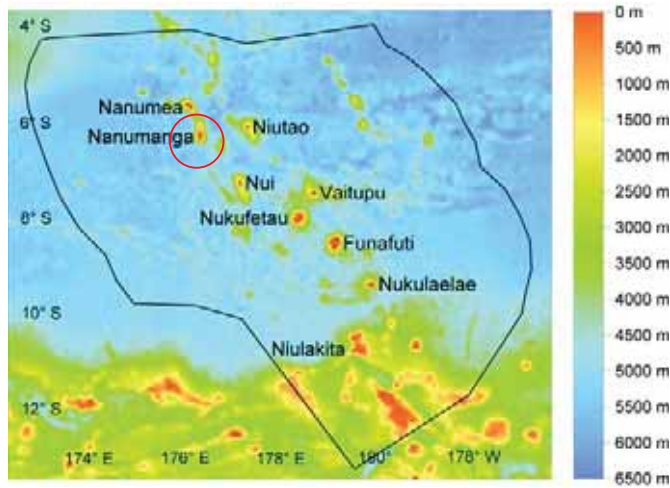 4° S
Nanumea
6° S
Nanumanga
Niutao
Nui
Vaitupu
8° S
Nukufetau
Funafuti
Nukulaelae
10° S
Niulakita
12° S
174° E
176° E
178° E
180°
178° W
0 m
500 m
1000 m
1500 m
2000 m
2500 m
3000 m
3500 m
4000 m
4500 m
5000 m
5500 m
6000 m
6500 m